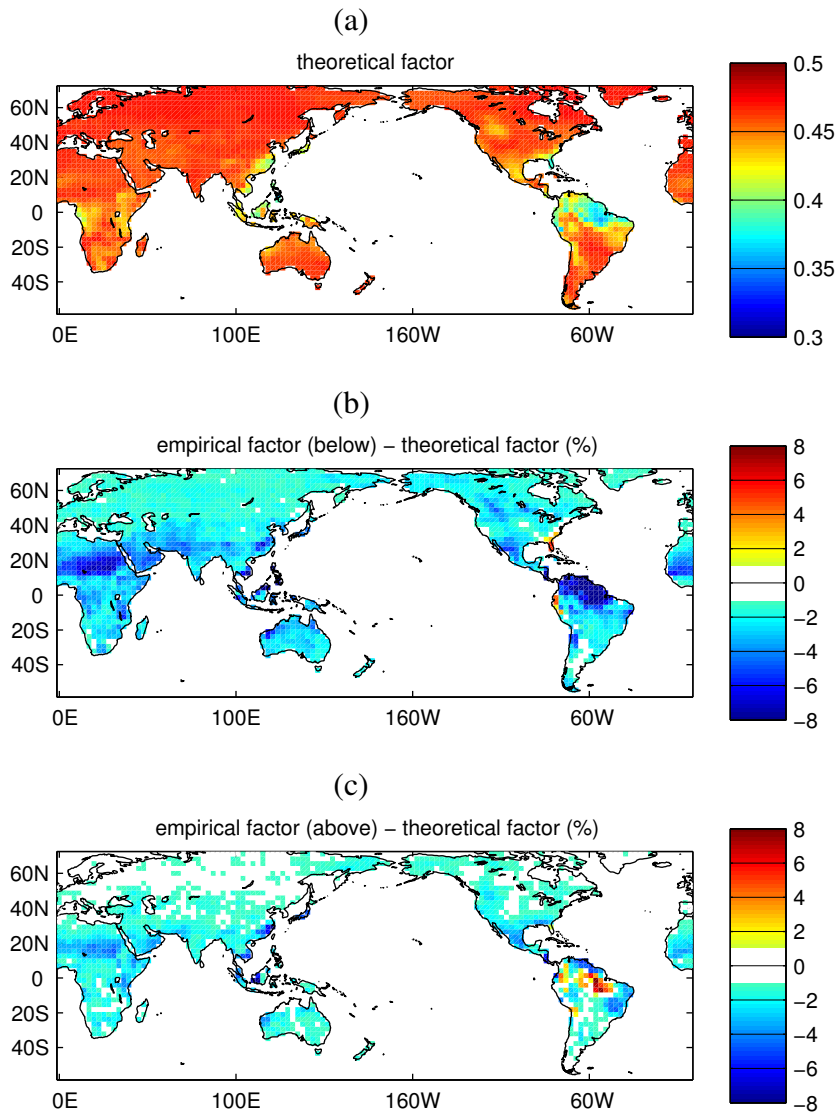 (a)
theoretical factor
60N
40N
20N
0
20S
40S
0E 100E 160W 60W
0.5
0.45
0.4
0.35
0.3
(b)
empirical factor (below) − theoretical factor (%)
60N
40N
20N
0
20S
40S
0E 100E 160W 60W
8
6
4
2
0
−2
−4
−6
−8
(c)
empirical factor (above) − theoretical factor (%)
60N
40N
20N
0
20S
40S
0E 100E 160W 60W
8
6
4
2
0
−2
−4
−6
−8